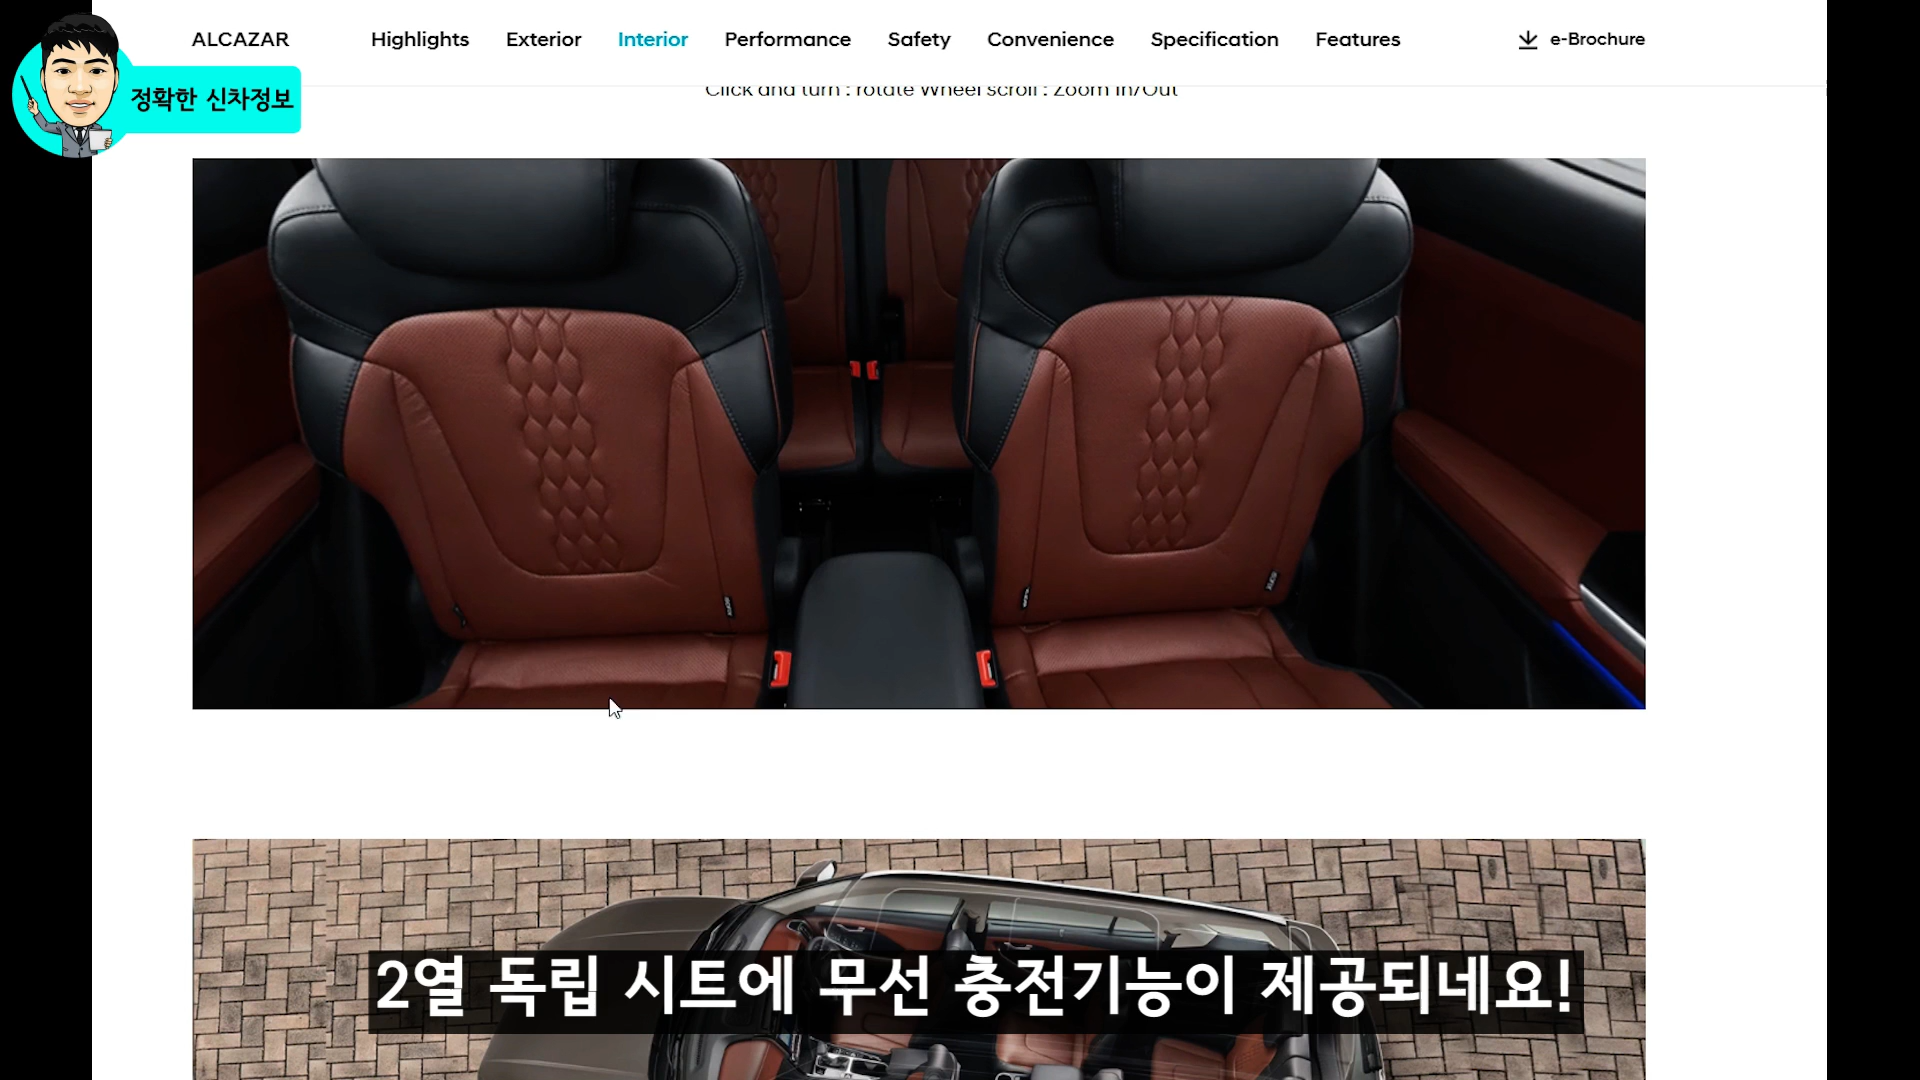 ALCAZAR Highlights Exterior Interior Performance Safety Convenience Specification Features e-Brochure
정확한 신차정보
Click and turn : rotate Wheel scroll : Zoom In/Out
2열 독립 시트에 무선 충전기능이 제공되네요!